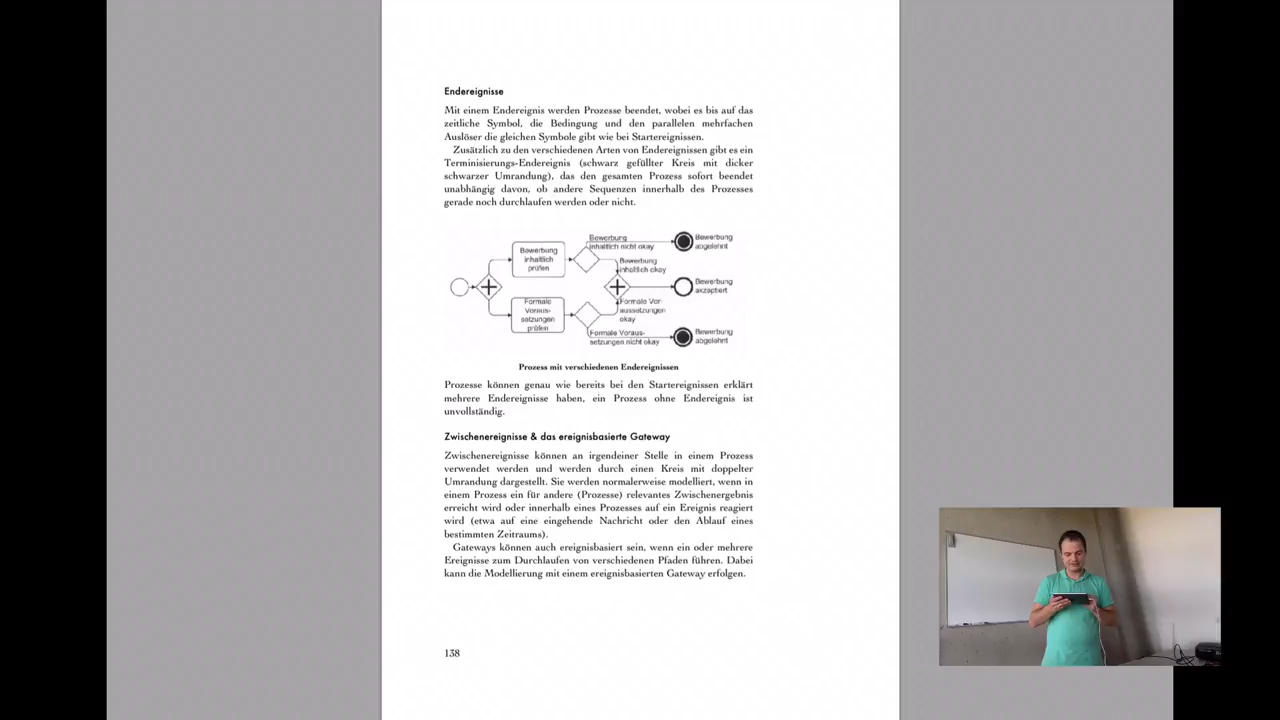 Endereignisse
Mit einem Endereignis werden Prozesse beendet, wobei es bis auf das
zeitliche Symbol, die Bedingung und den parallelen mehrfachen
Auslöser die gleichen Symbole gibt wie bei Startereignissen.
Zusätzlich zu den verschiedenen Arten von Endereignissen gibt es ein
Terminisierungs-Endereignis (schwarz gefüllter Kreis mit dicker
schwarzer Umrandung), das den gesamten Prozess sofort beendet
unabhängig davon, ob andere Sequenzen innerhalb des Prozesses
gerade noch durchlaufen werden oder nicht.
Bewerbung
inhaltlich
prüfen
Bewerbung
inhaltlich nicht okay
Bewerbung
abgelehnt
Bewerbung
inhaltlich okay
Bewerbung
akzeptiert
Formale
Voraus-
setzungen
prüfen
Formale Vor-
aussetzungen
okay
Formale Voraus-
setzungen nicht okay
Bewerbung
abgelehnt
Prozess mit verschiedenen Endereignissen
Prozesse können genau wie bereits bei den Startereignissen erklärt
mehrere Endereignisse haben, ein Prozess ohne Endereignis ist
unvollständig.
Zwischenereignisse & das ereignisbasierte Gateway
Zwischenereignisse können an irgendeiner Stelle in einem Prozess
verwendet werden und werden durch einen Kreis mit doppelter
Umrandung dargestellt. Sie werden normalerweise modelliert, wenn in
einem Prozess ein für andere (Prozesse) relevantes Zwischenergebnis
erreicht wird oder innerhalb eines Prozesses auf ein Ereignis reagiert
wird (etwa auf eine eingehende Nachricht oder den Ablauf eines
bestimmten Zeitraums).
Gateways können auch ereignisbasiert sein, wenn ein oder mehrere
Ereignisse zum Durchlaufen von verschiedenen Pfaden führen. Dabei
kann die Modellierung mit einem ereignisbasierten Gateway erfolgen.
138